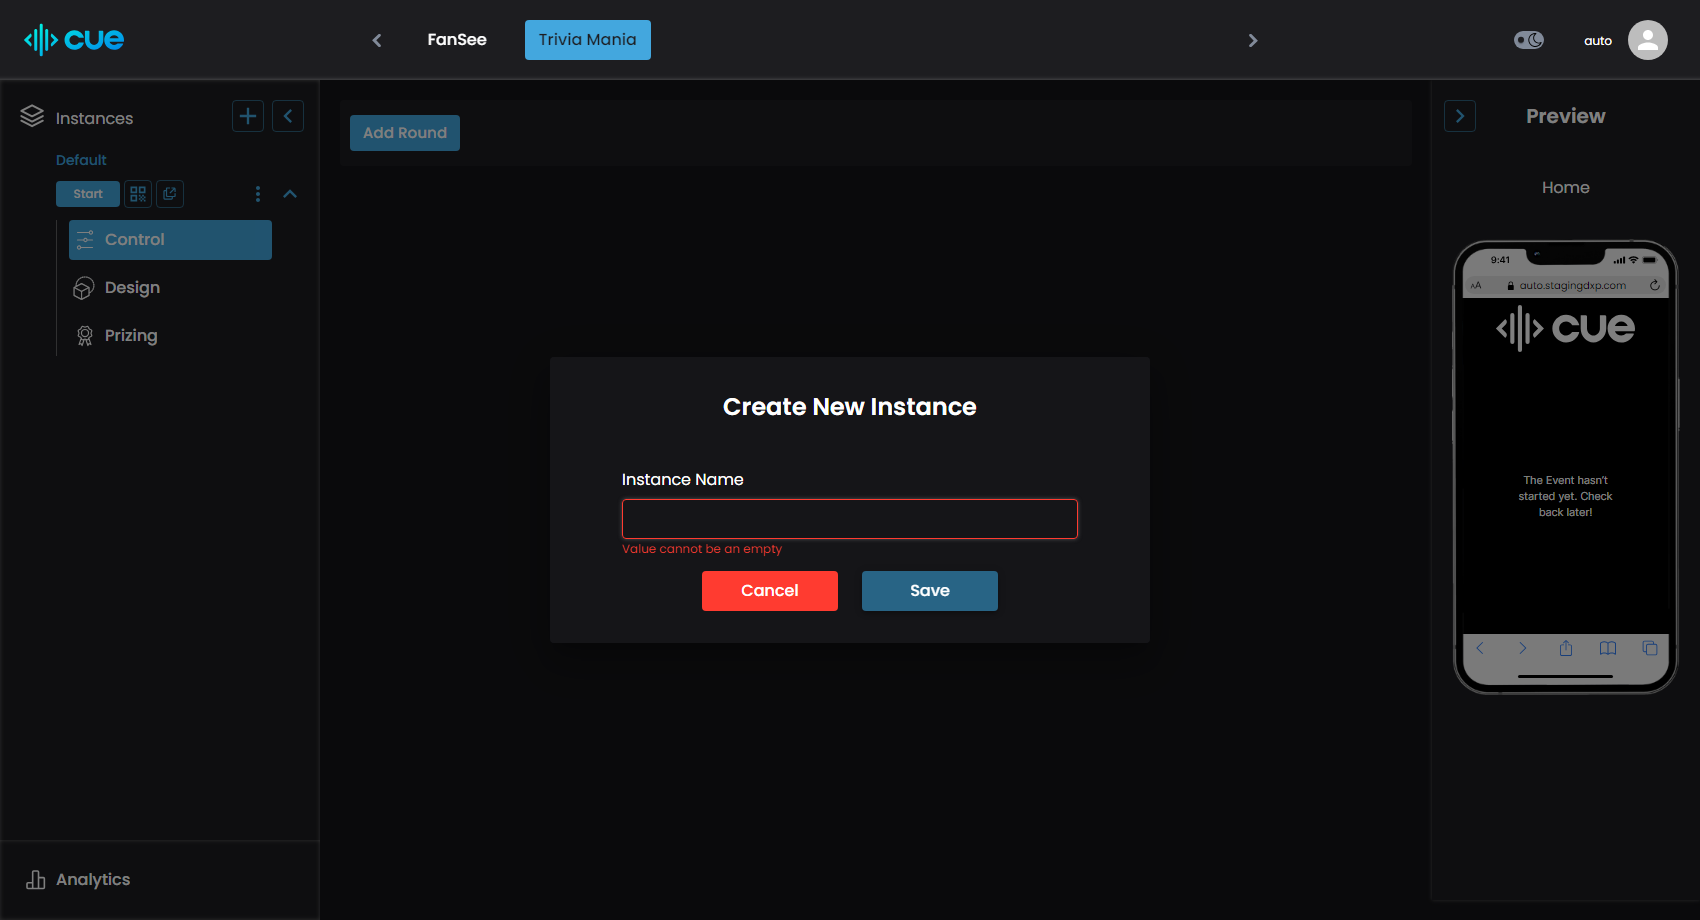 cue
FanSee
Trivia Mania
auto
Instances
Default
Start
Control
Design
Prizing
Analytics
Add Round
Create New Instance
Instance Name
Value cannot be an empty
Cancel
Save
Preview
Home
9:41
AA
auto.stagingdxp.com
cue
The Event hasn't
started yet. Check
back later!